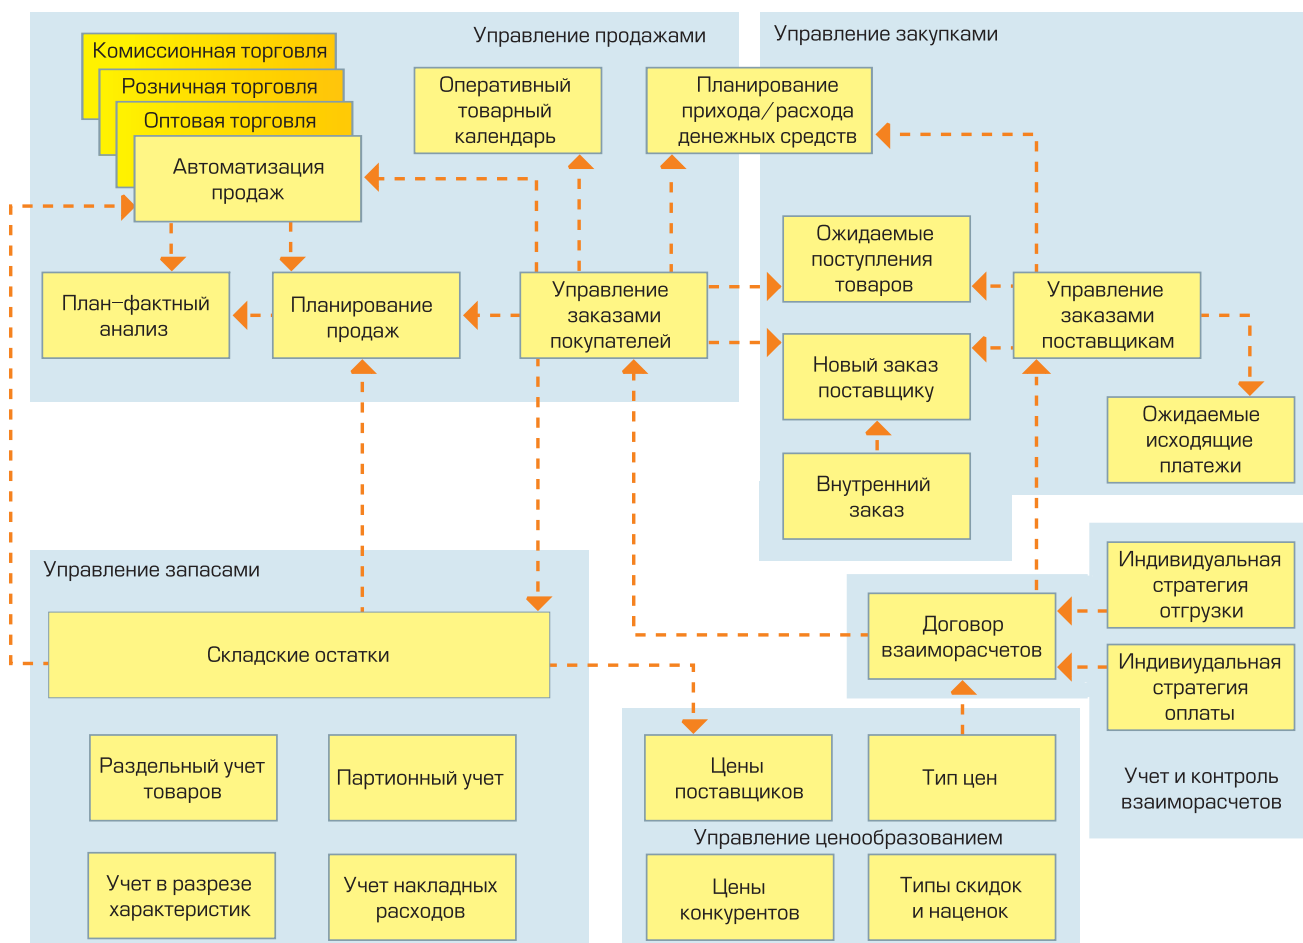 Управление продажами
Управление закупками
Комиссионная торговля
Розничная торговля
Оптовая торговля
Автоматизация
продаж
Оперативный
товарный
календарь
Планирование
прихода/расхода
денежных средств
Ожидаемые
поступления
товаров
План-фактный
анализ
Планирование
продаж
Управление
заказами
покупателей
Управление
заказами
поставщикам
Новый заказ
поставщику
Ожидаемые
исходящие
платежи
Внутренний
заказ
Управление запасами
Складские остатки
Индивидуальная
стратегия
отгрузки
Договор
взаиморасчетов
Индивиудальная
стратегия
оплаты
Раздельный учет
товаров
Партионный учет
Цены
поставщиков
Тип цен
Учет и контроль
взаиморасчетов
Управление ценообразованием
Учет в разрезе
характеристик
Учет накладных
расходов
Цены
конкурентов
Типы скидок
и наценок